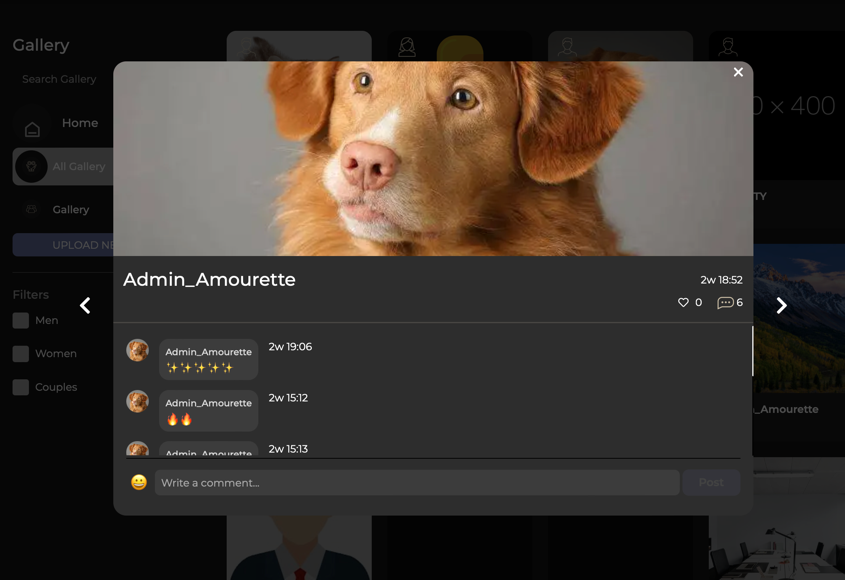 Gallery
Search Gallery
Home
All Gallery
Gallery
UPLOAD NE
Filters
Men
Women
Couples
0 × 400
TY
_Amourette
Admin_Amourette
2w 18:52
0
6
Admin_Amourette
2w 19:06
✨✨✨✨✨
Admin_Amourette
2w 15:12
🔥🔥
Admin_Amourette
2w 15:13
Write a comment...
Post